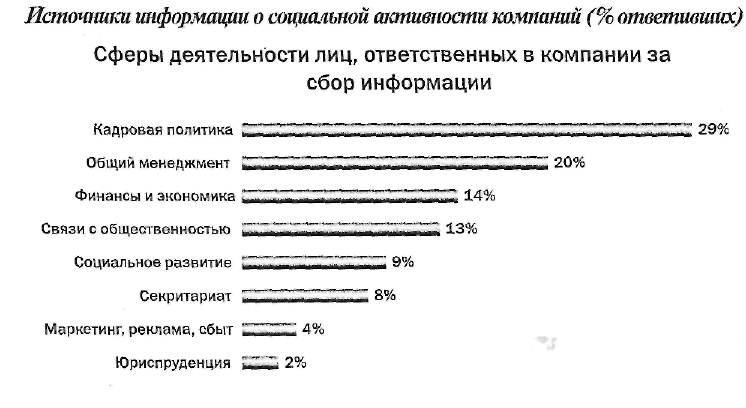 Источники информации о социальной активности компаний (% ответивших)
Сферы деятельности лиц, ответственных в компании за
сбор информации
Кадровая политика 29%
Общий менеджмент 20%
Финансы и экономика 14%
Связи с общественностью 13%
Социальное развитие 9%
Секритариат 8%
Маркетинг, реклама, сбыт 4%
Юриспруденция 2%